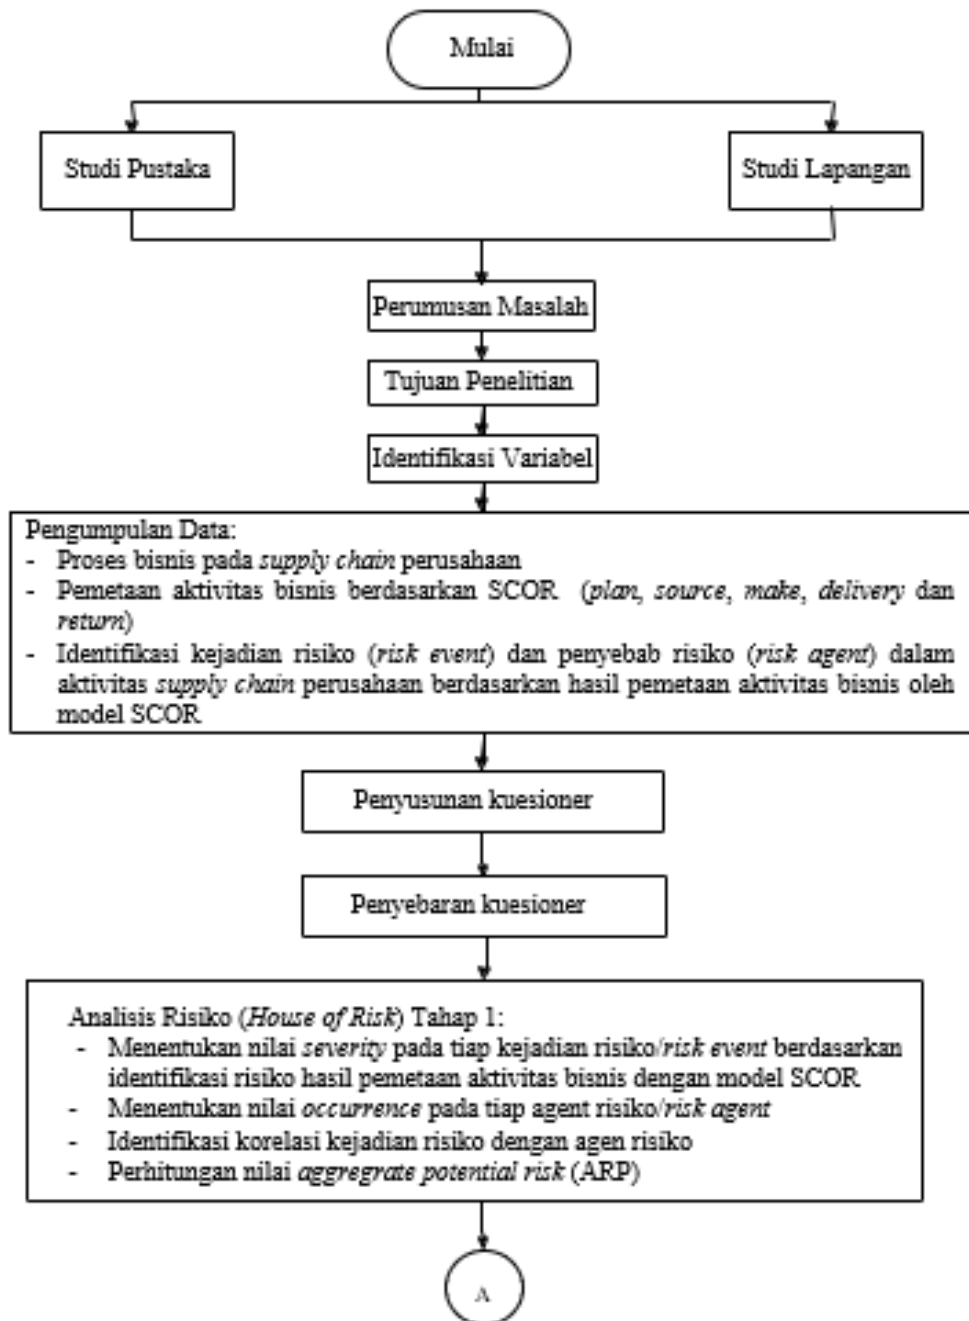 Mulai
Studi Pustaka
Studi Lapangan
Perumusan Masalah
Tujuan Penelitian
Identifikasi Variabel
Pengumpulan Data:
- Proses bisnis pada supply chain perusahaan
- Pemetaan aktivitas bisnis berdasarkan SCOR (plan, source, make, delivery dan
return)
- Identifikasi kejadian risiko (risk event) dan penyebab risiko (risk agent) dalam
aktivitas supply chain perusahaan berdasarkan hasil pemetaan aktivitas bisnis oleh
model SCOR
Penyusunan kuesioner
Penyebaran kuesioner
Analisis Risiko (House of Risk) Tahap 1:
- Menentukan nilai severity pada tiap kejadian risiko/risk event berdasarkan
identifikasi risiko hasil pemetaan aktivitas bisnis dengan model SCOR
- Menentukan nilai occurrence pada tiap agent risiko/risk agent
- Identifikasi korelasi kejadian risiko dengan agen risiko
- Perhitungan nilai aggregrate potential risk (ARP)
A